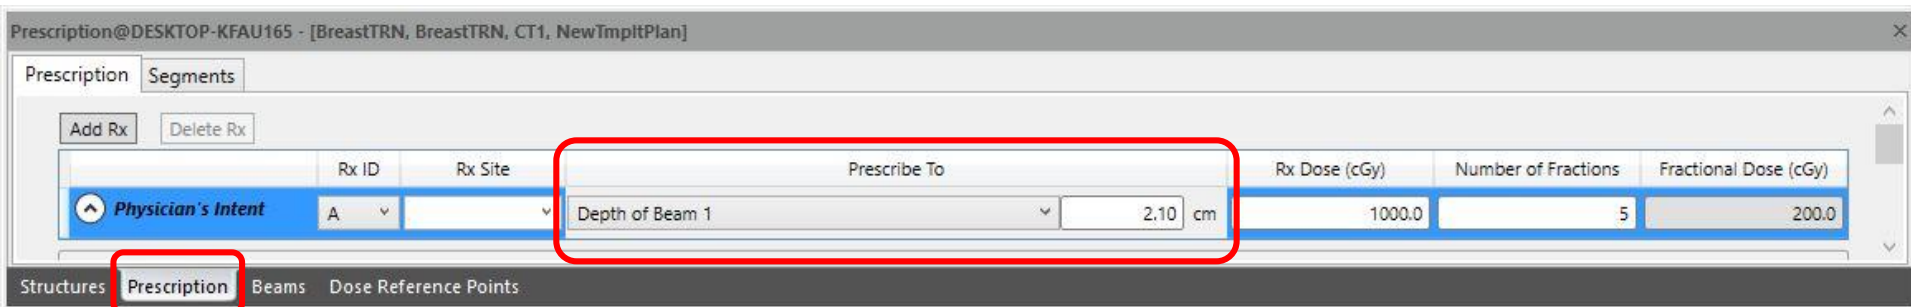 Prescription@DESKTOP-KFAU165 - [BreastTRN, BreastTRN, CT1, NewTmpltPlan]
Prescription Segments
Add Rx Delete Rx
Rx ID Rx Site Prescribe To Rx Dose (cGy) Number of Fractions Fractional Dose (cGy)
Physician's Intent A Depth of Beam 1 2.10 cm 1000.0 5 200.0
Structures Prescription Beams Dose Reference Points